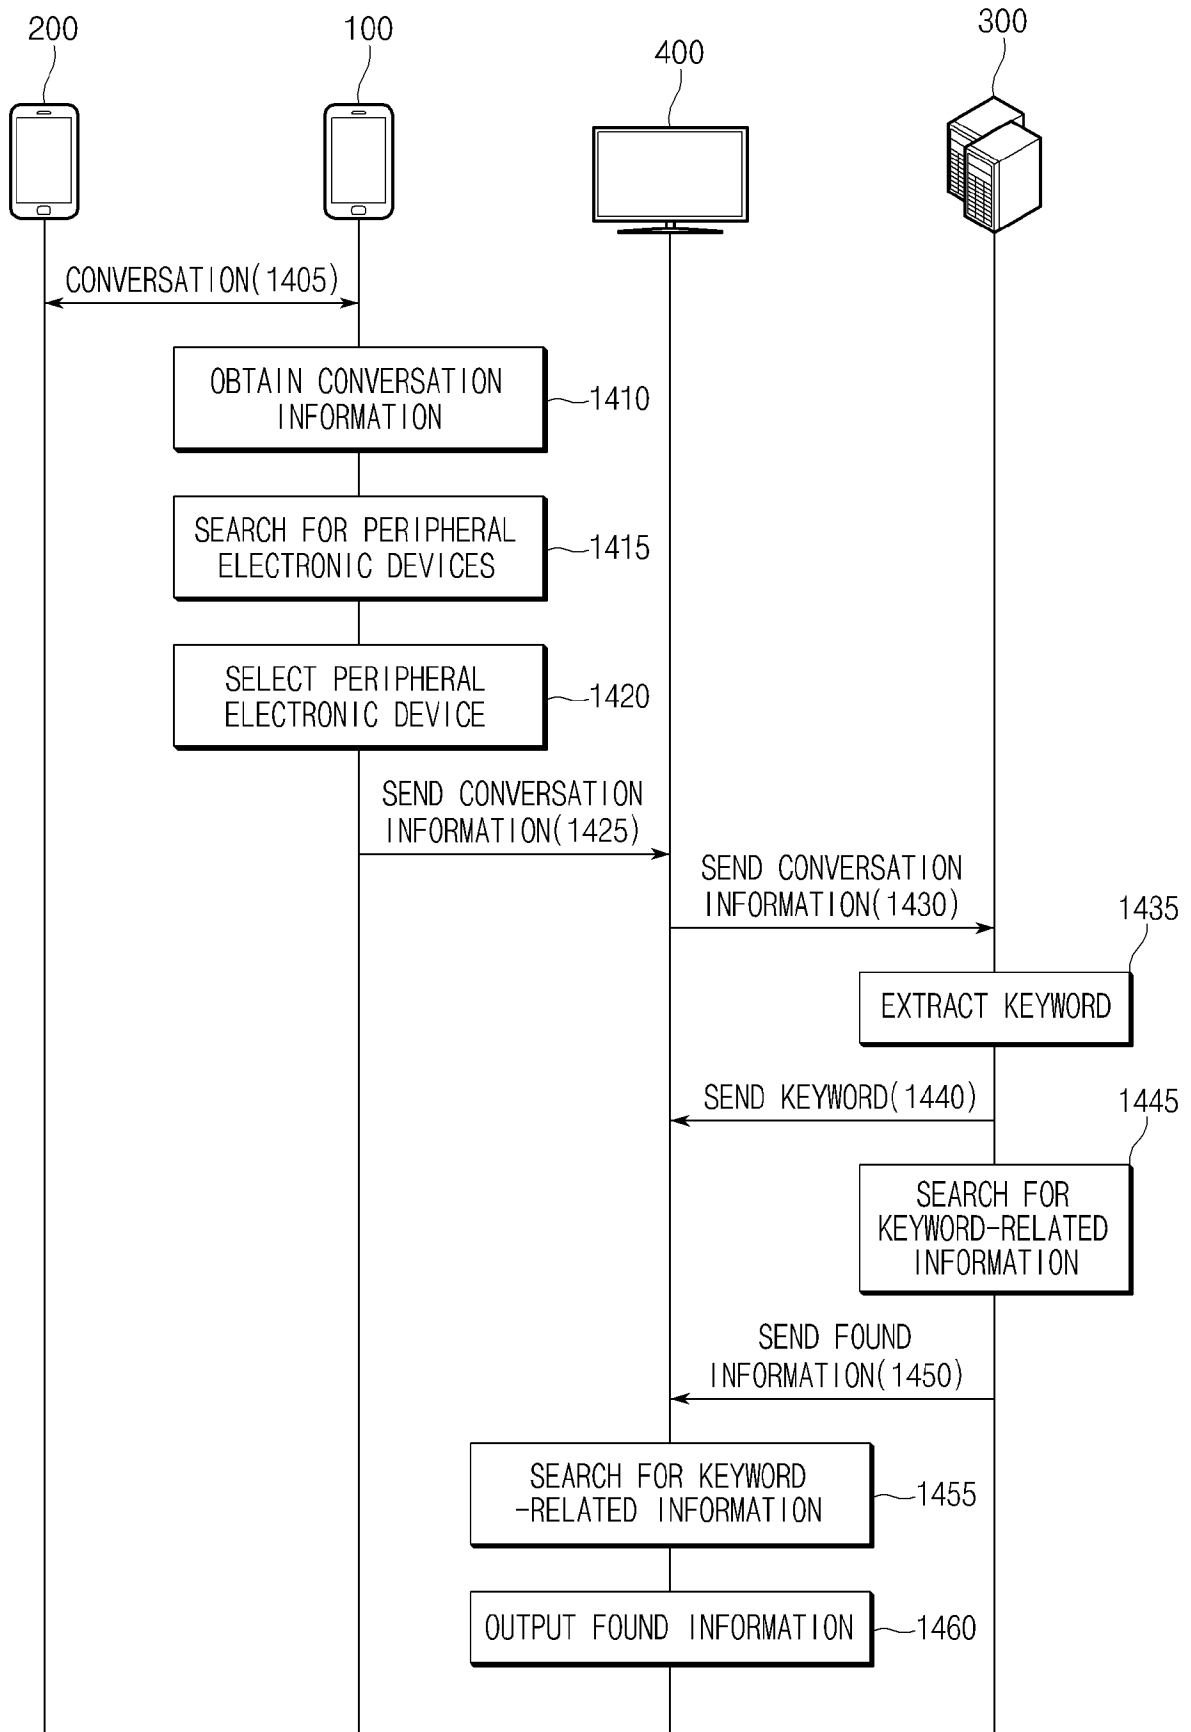 200
100
400
300
CONVERSATION(1405)
OBTAIN CONVERSATION
INFORMATION
1410
SEARCH FOR PERIPHERAL
ELECTRONIC DEVICES
1415
SELECT PERIPHERAL
ELECTRONIC DEVICE
1420
SEND CONVERSATION
INFORMATION(1425)
SEND CONVERSATION
INFORMATION(1430)
1435
EXTRACT KEYWORD
SEND KEYWORD(1440)
1445
SEARCH FOR
KEYWORD-RELATED
INFORMATION
SEND FOUND
INFORMATION(1450)
SEARCH FOR KEYWORD
-RELATED INFORMATION
1455
OUTPUT FOUND INFORMATION
1460